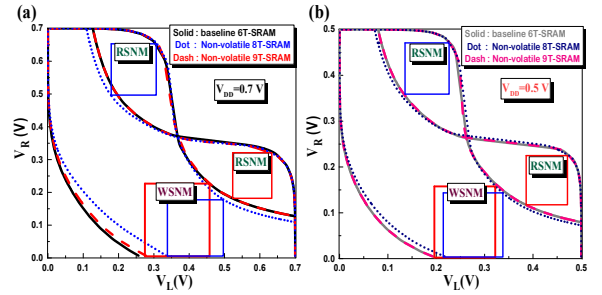 (a)
Solid : baseline 6T-SRAM
Dot : Non-volatile 8T-SRAM
Dash : Non-volatile 9T-SRAM
RSNM
V_DD=0.7 V
RSNM
WSNM
V_R (V)
0.7
0.6
0.5
0.4
0.3
0.2
0.1
0.0
0.0 0.1 0.2 0.3 0.4 0.5 0.6 0.7
V_L(V)
(b)
Solid : baseline 6T-SRAM
Dot : Non-volatile 8T-SRAM
Dash : Non-volatile 9T-SRAM
RSNM
V_DD=0.5 V
RSNM
WSNM
V_R (V)
0.5
0.4
0.3
0.2
0.1
0.0
0.0 0.1 0.2 0.3 0.4 0.5
V_L(V)